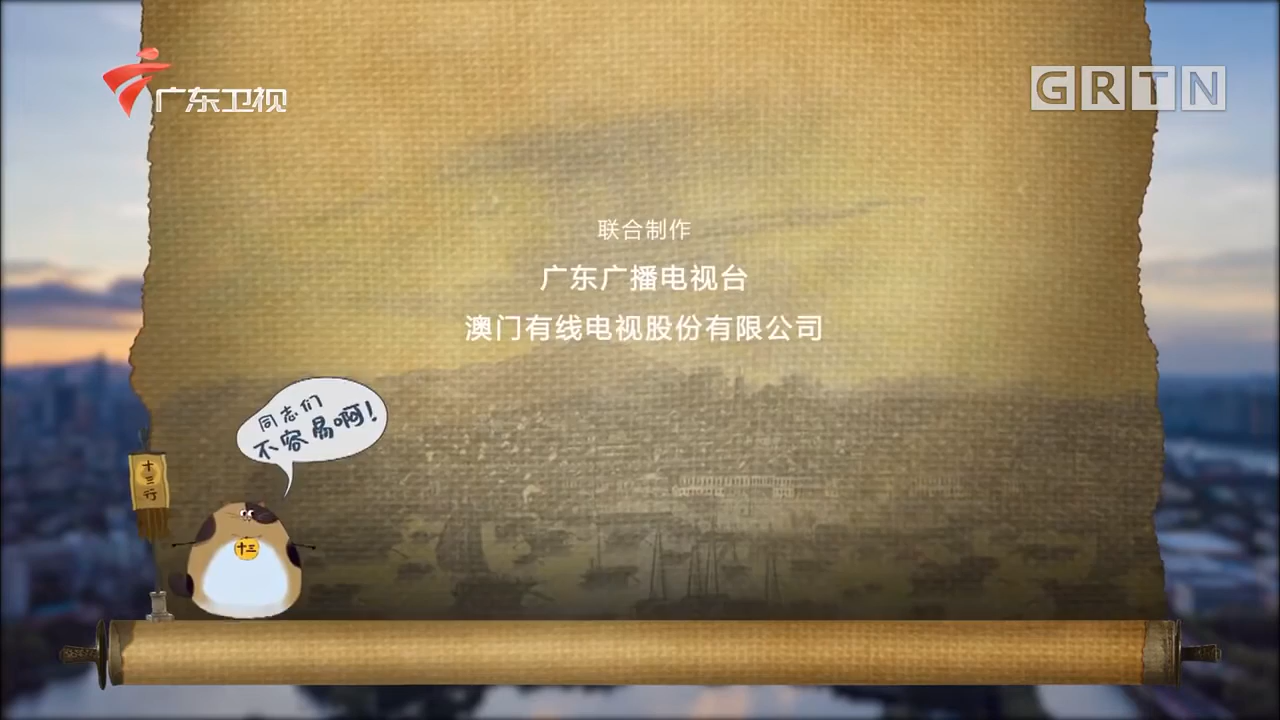 广东卫视
GRTN
联合制作
广东广播电视台
澳门有线电视股份有限公司
同志们
不容易啊!
十三行
十三